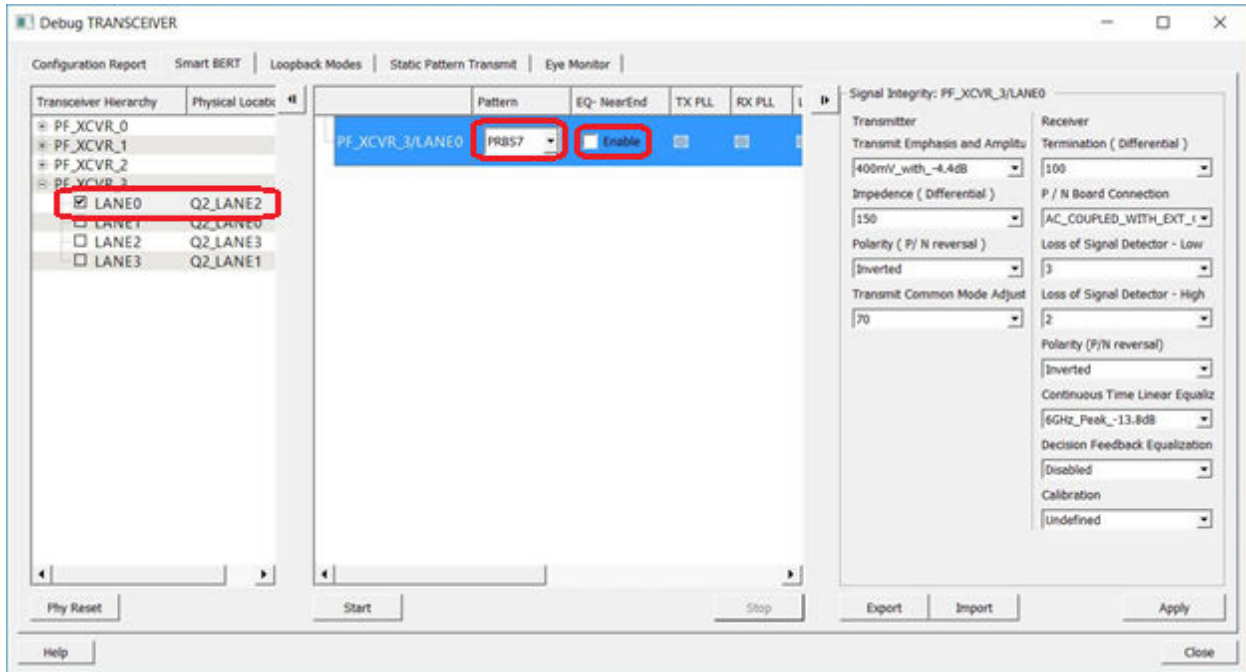 Debug TRANSCEIVER
Configuration Report Smart BERT Loopback Modes Static Pattern Transmit Eye Monitor
Transceiver Hierarchy Physical Locatic
PF_XCVR_0
PF_XCVR_1
PF_XCVR_2
PF_XCVR_3
LANE0 Q2_LANE2
LANE1 Q2_LANE0
LANE2 Q2_LANE3
LANE3 Q2_LANE1
Phy Reset
Pattern EQ- NearEnd TX PLL RX PLL L
PF_XCVR_3/LANE0 PRBS7 Enable
Start Stop
Signal Integrity: PF_XCVR_3/LANE0
Transmitter
Transmit Emphasis and Amplitu
400mV_with_-4.4dB
Impedence ( Differential )
150
Polarity ( P/ N reversal )
Inverted
Transmit Common Mode Adjust
70
Receiver
Termination ( Differential )
100
P / N Board Connection
AC_COUPLED_WITH_EXT_(
Loss of Signal Detector - Low
3
Loss of Signal Detector - High
2
Polarity (P/N reversal)
Inverted
Continuous Time Linear Equaliz
6GHz_Peak_-13.8dB
Decision Feedback Equalization
Disabled
Calibration
Undefined
Export Import Apply
Help Close